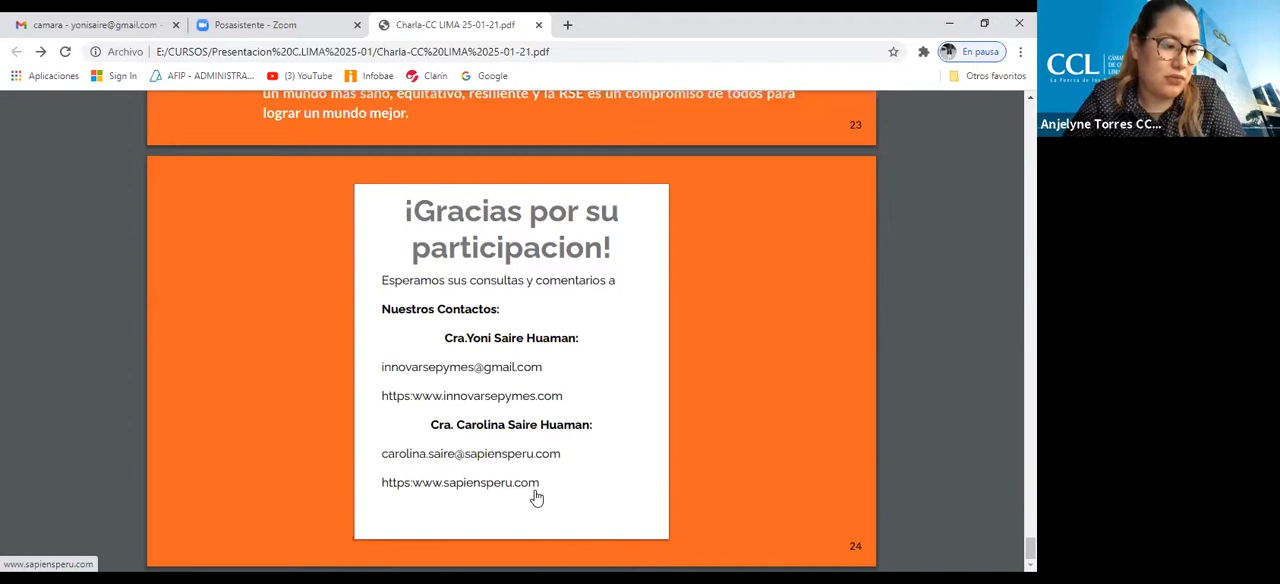 camara - yonisaire@gmail.com -
Posasistente - Zoom
Charla-CC LIMA 25-01-21.pdf
Archivo
E:/CURSOS/Presentacion%20C.LIMA%2025-01/Charla-CC%20LIMA%2025-01-21.pdf
En pausa
Aplicaciones
Sign In
AFIP - ADMINISTRA...
(3) YouTube
Infobae
Clarín
Google
Otros favoritos
un mundo más sano, equitativo, resiliente y la RSE es un compromiso de todos para
lograr un mundo mejor.
23
¡Gracias por su
participacion!
Esperamos sus consultas y comentarios a
Nuestros Contactos:
Cra.Yoni Saire Huaman:
innovarsepymes@gmail.com
https:www.innovarsepymes.com
Cra. Carolina Saire Huaman:
carolina.saire@sapiensperu.com
https:www.sapiensperu.com
24
www.sapiensperu.com
CCL
La Fuerza de los
Anjelyne Torres CC...